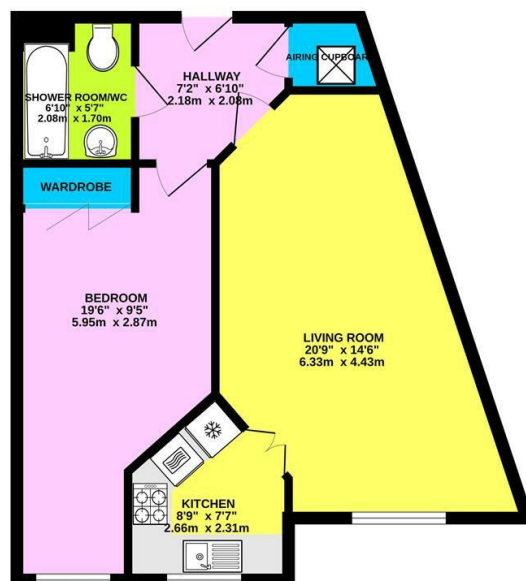 HALLWAY
7'2" x 6'10"
2.18m x 2.08m
AIRING CUPBOARD
SHOWER ROOM/WC
6'10" x 5'7"
2.08m x 1.70m
WARDROBE
BEDROOM
19'6" x 9'5"
5.95m x 2.87m
LIVING ROOM
20'9" x 14'6"
6.33m x 4.43m
KITCHEN
8'9" x 7'7"
2.66m x 2.31m